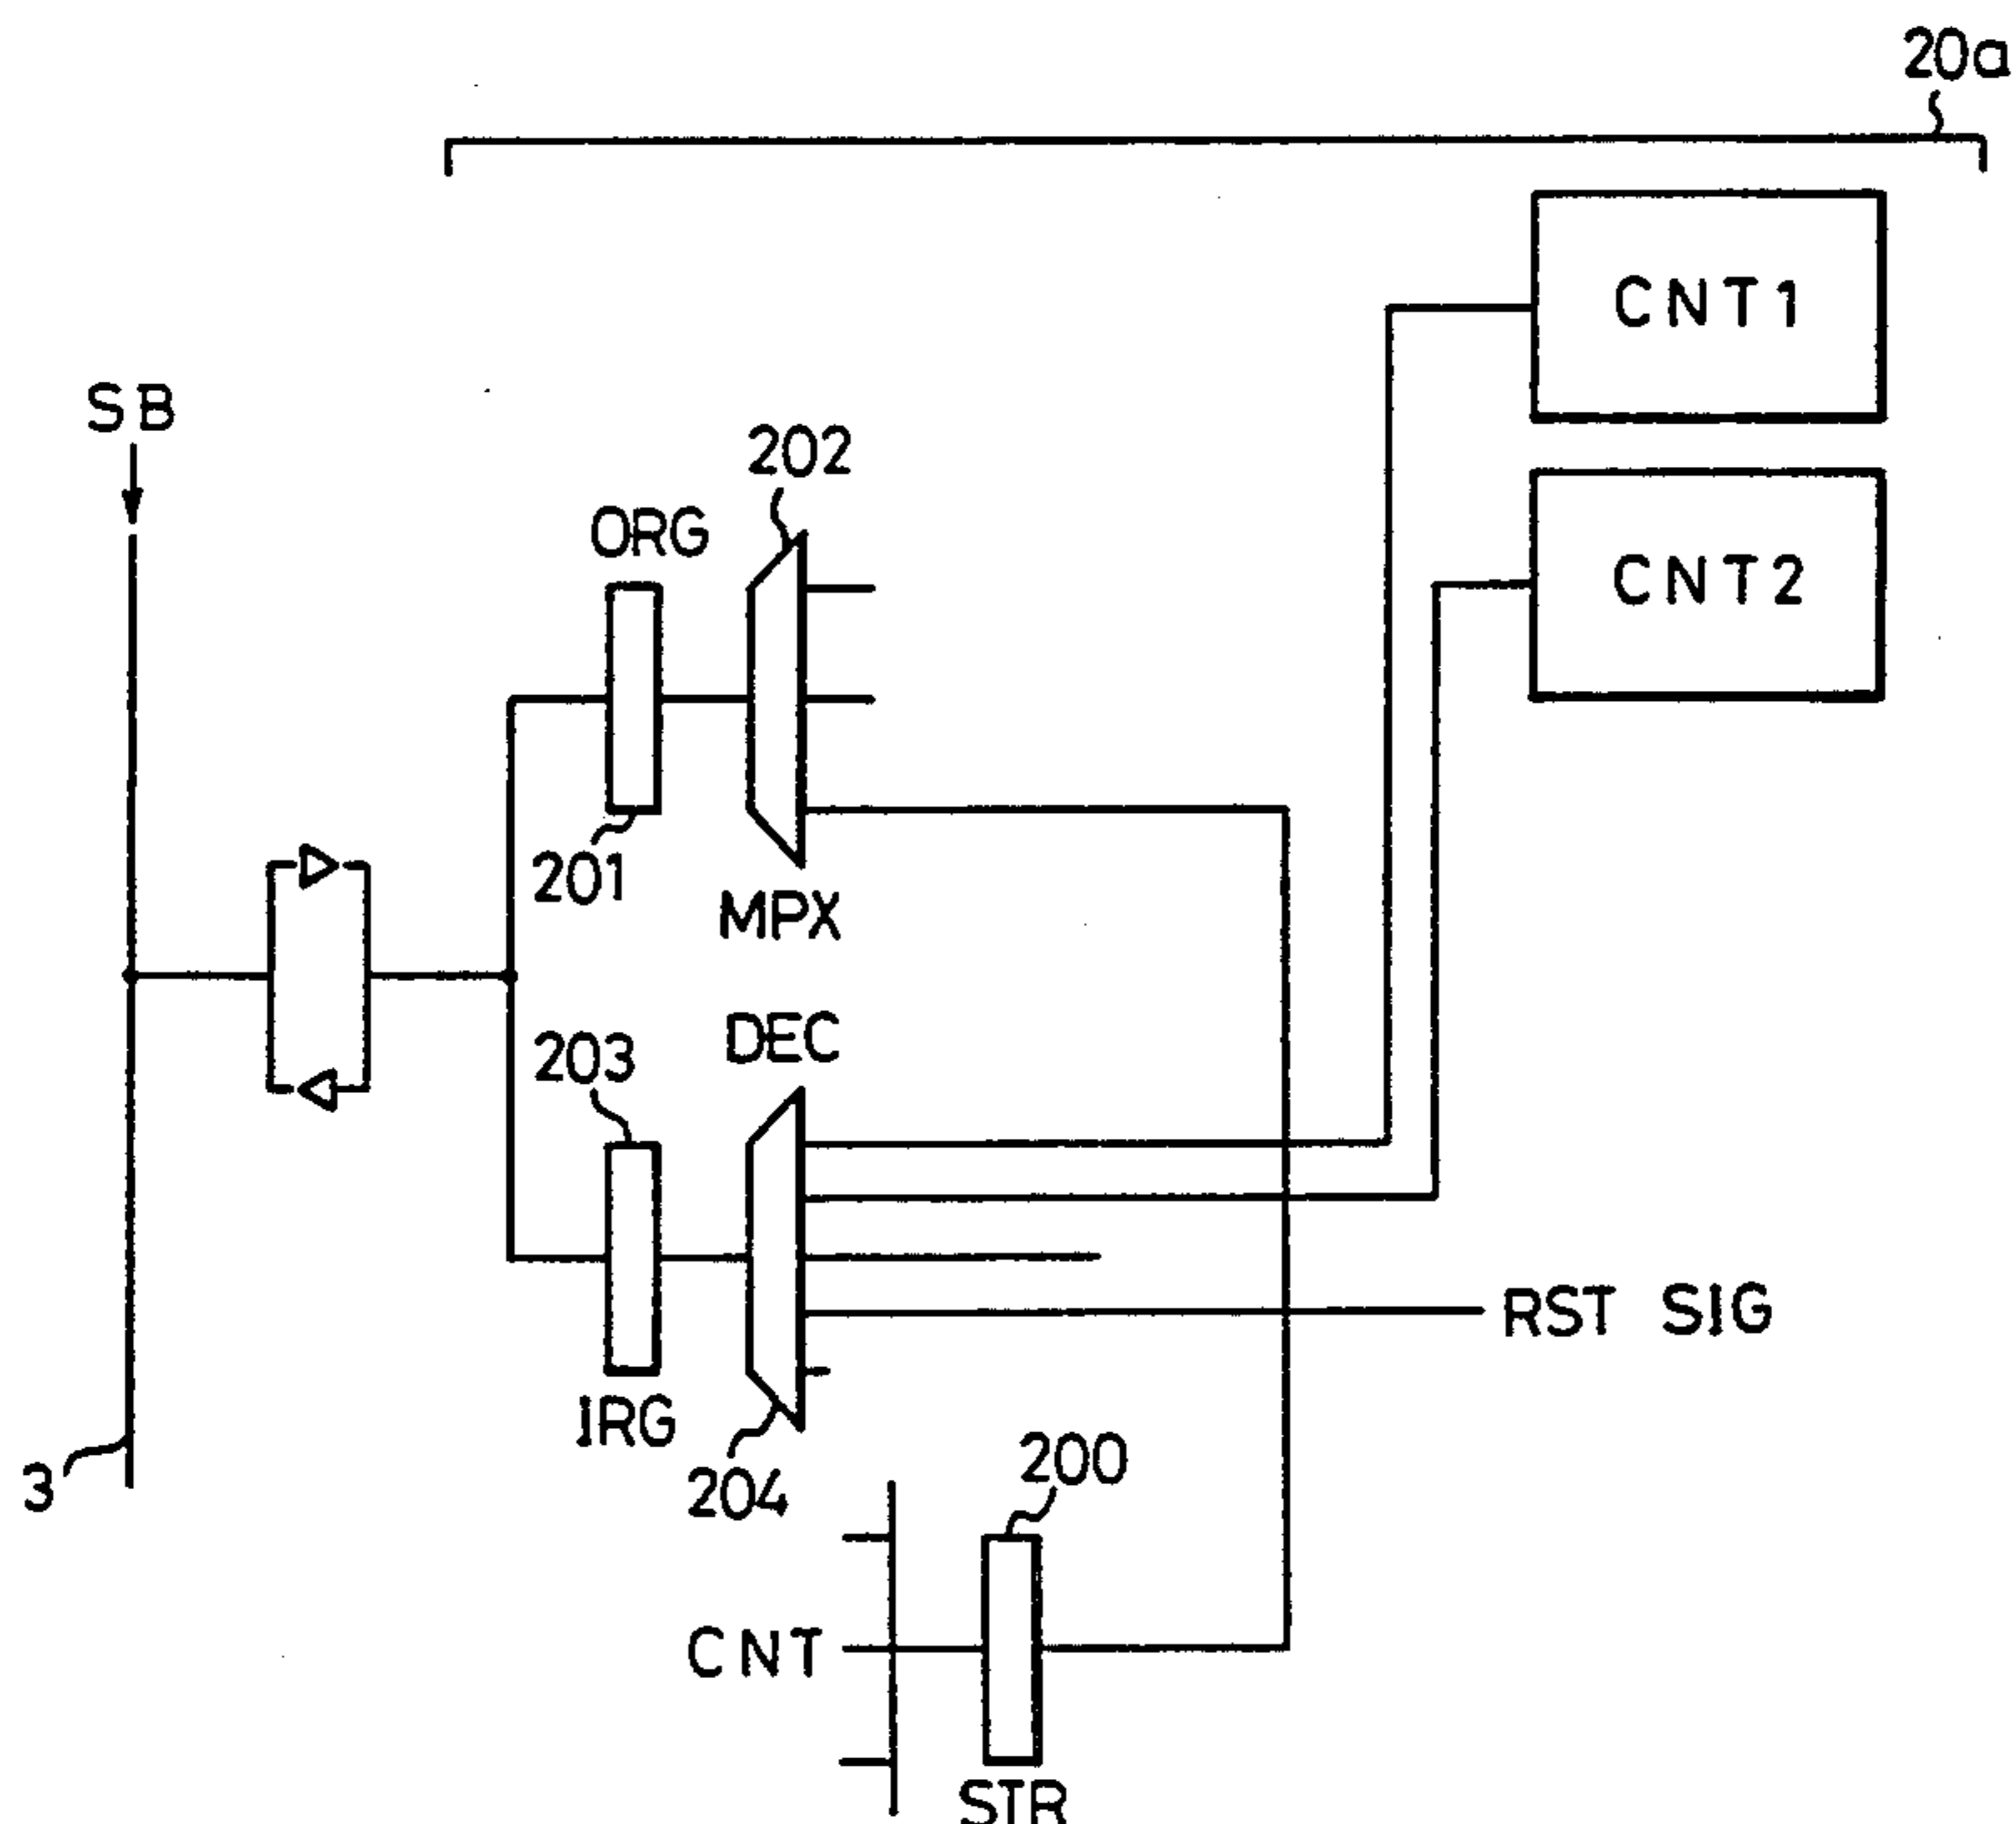 20a
CNT1
SB
202
ORG
CNT2
201
MPX
DEC
203
RST SIG
IRG
200
3
204
CNT
STR